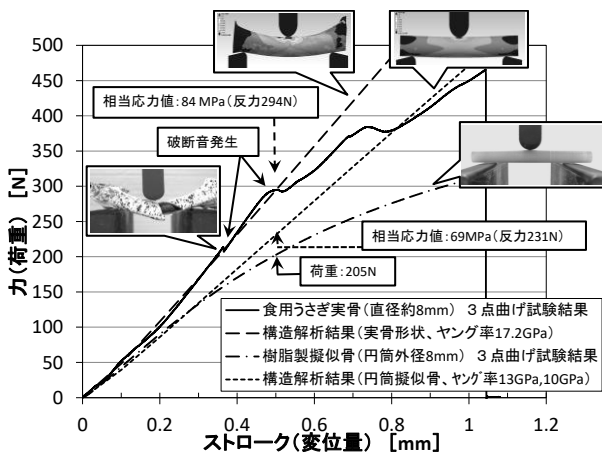 500
450
400
350
300
250
200
150
100
50
0
力(荷重) [N]
0
0.2
0.4
0.6
0.8
1
1.2
ストローク(変位量) [mm]
相当応力値:84 MPa(反力294N)
破断音発生
相当応力値:69MPa(反力231N)
荷重:205N
食用うさぎ実骨(直径約8mm) 3点曲げ試験結果
構造解析結果(実骨形状、ヤング率17.2GPa)
樹脂製擬似骨(円筒外径8mm) 3点曲げ試験結果
構造解析結果(円筒擬似骨、ヤング率13GPa,10GPa)